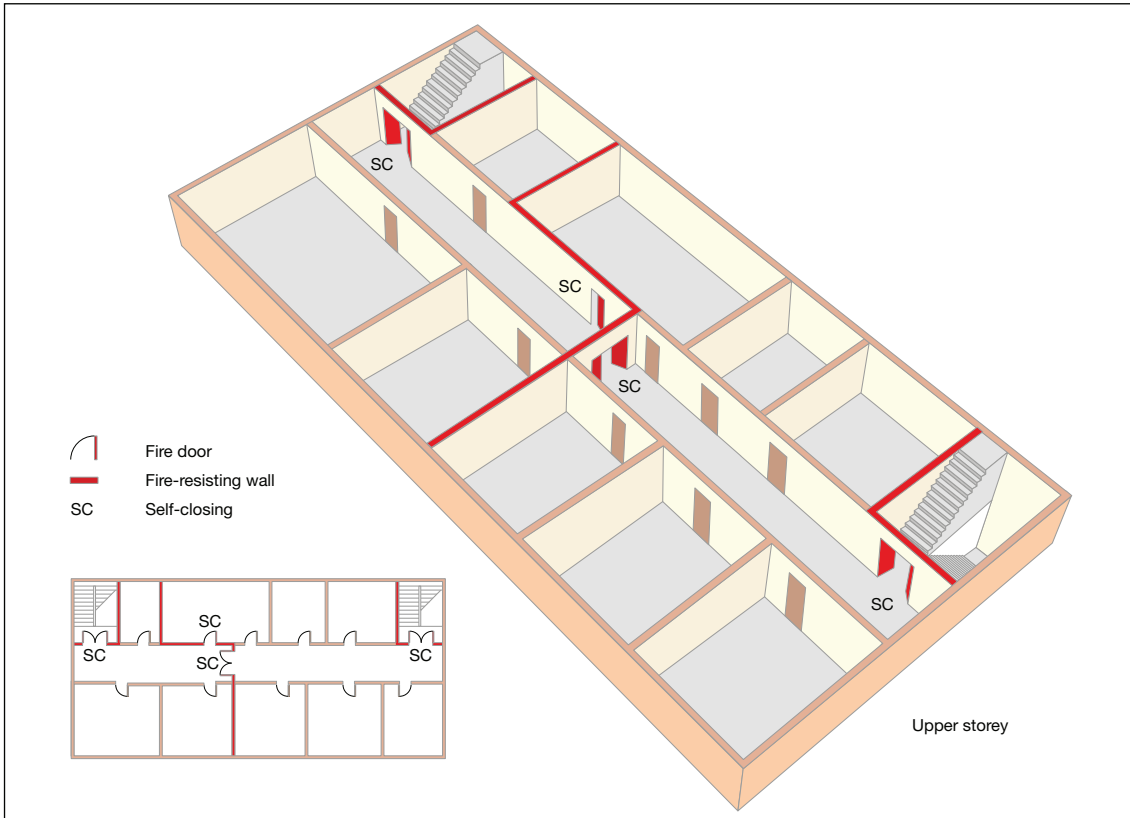 SC
SC
SC
SC
Fire door
Fire-resisting wall
SC Self-closing
SC
SC
SC
SC
Upper storey